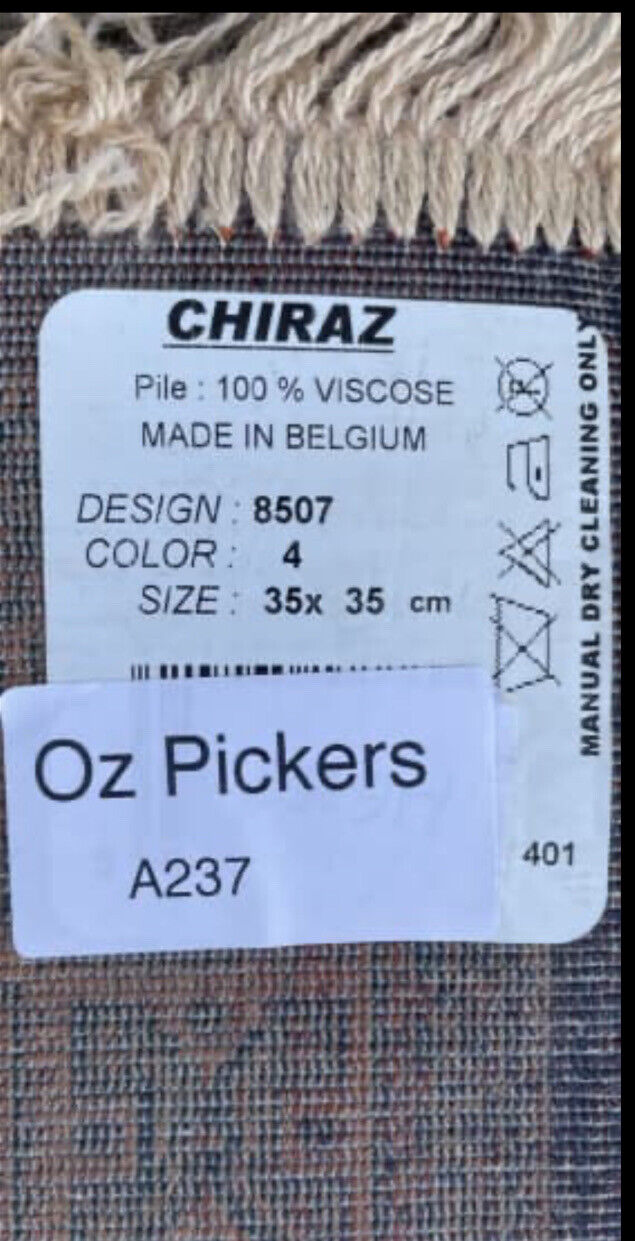 CHIRAZ
Pile : 100 % VISCOSE
MADE IN BELGIUM
DESIGN : 8507
COLOR : 4
SIZE : 35x 35 cm
MANUAL DRY CLEANING ONLY
Oz Pickers
A237
401